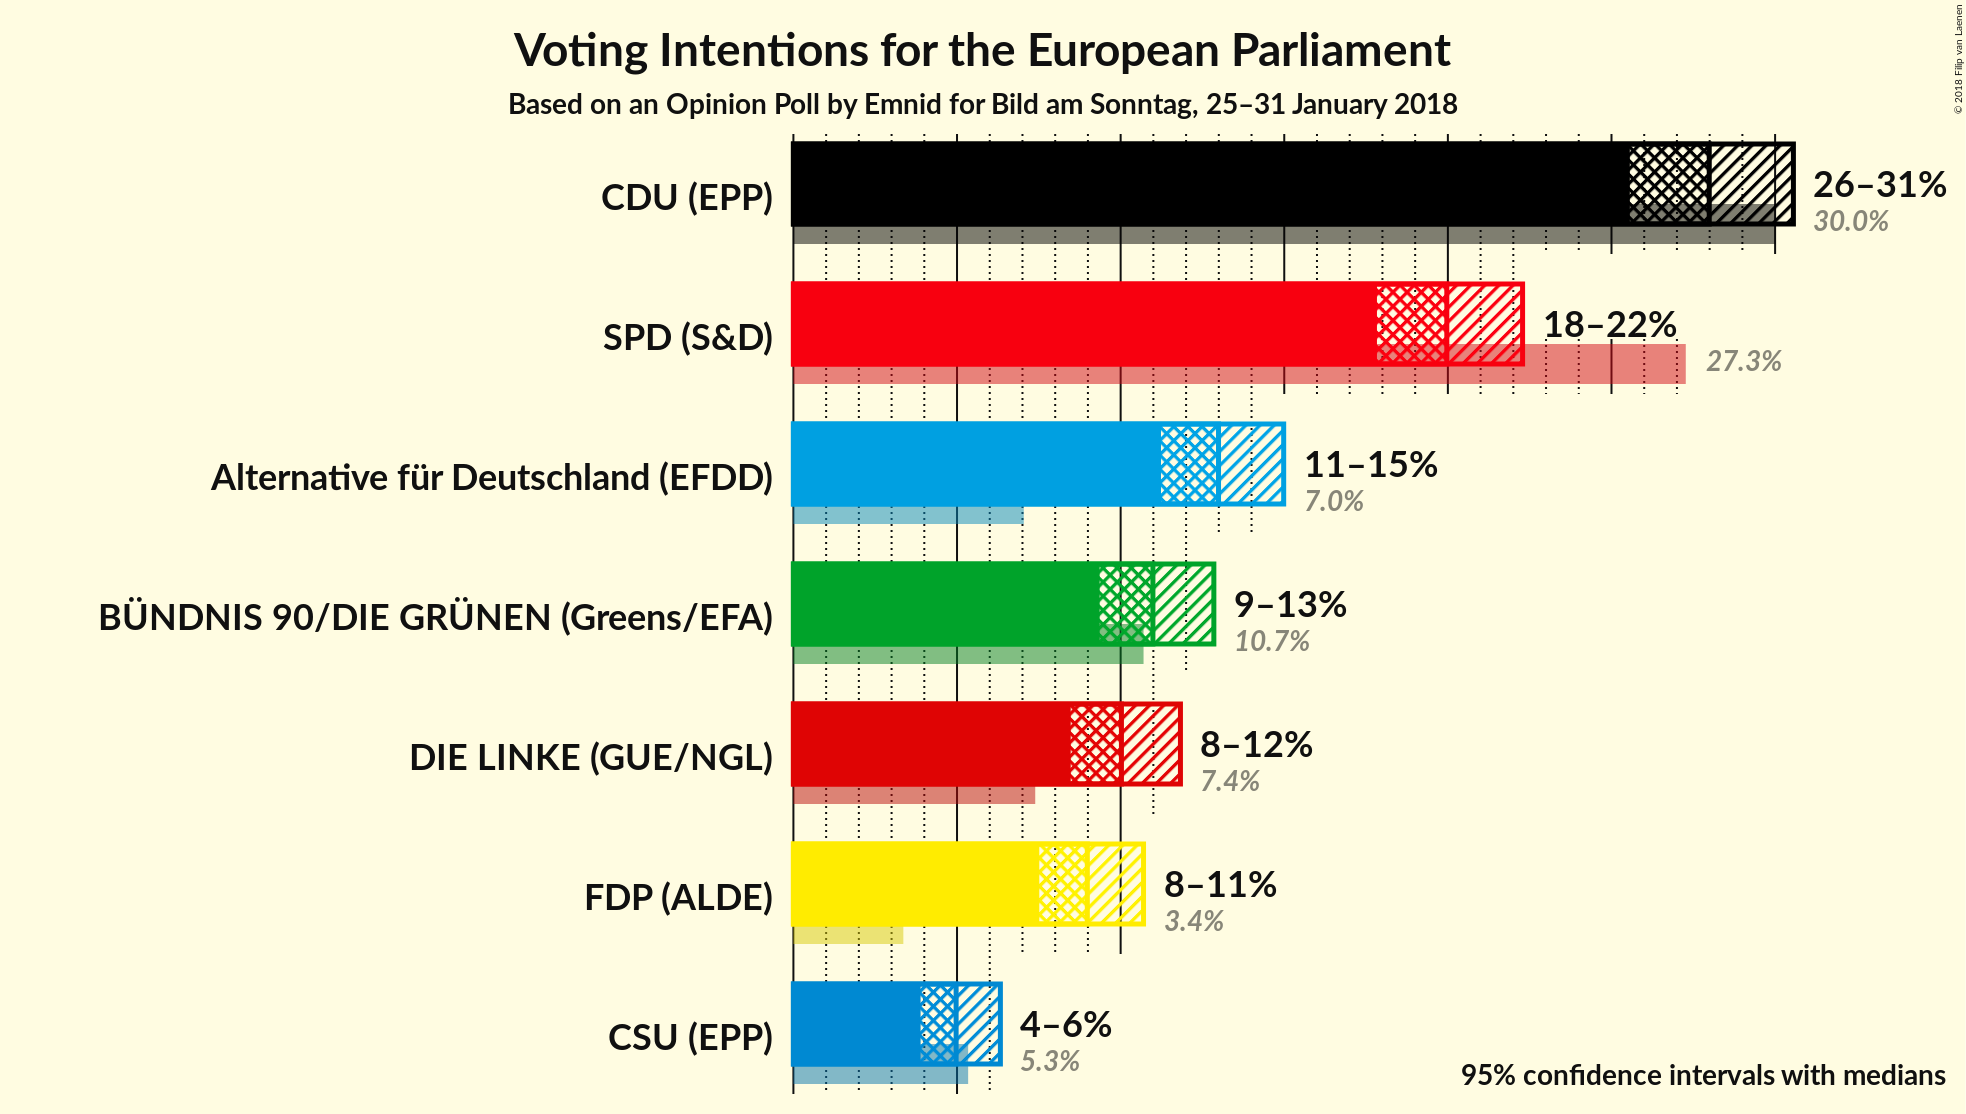 Voting Intentions for the European Parliament
Based on an Opinion Poll by Emnid for Bild am Sonntag, 25–31 January 2018
© 2018 Filip van Laenen
CDU (EPP)
26–31%
30.0%
SPD (S&D)
18–22%
27.3%
Alternative für Deutschland (EFDD)
11–15%
7.0%
BÜNDNIS 90/DIE GRÜNEN (Greens/EFA)
9–13%
10.7%
DIE LINKE (GUE/NGL)
8–12%
7.4%
FDP (ALDE)
8–11%
3.4%
CSU (EPP)
4–6%
5.3%
95% confidence intervals with medians